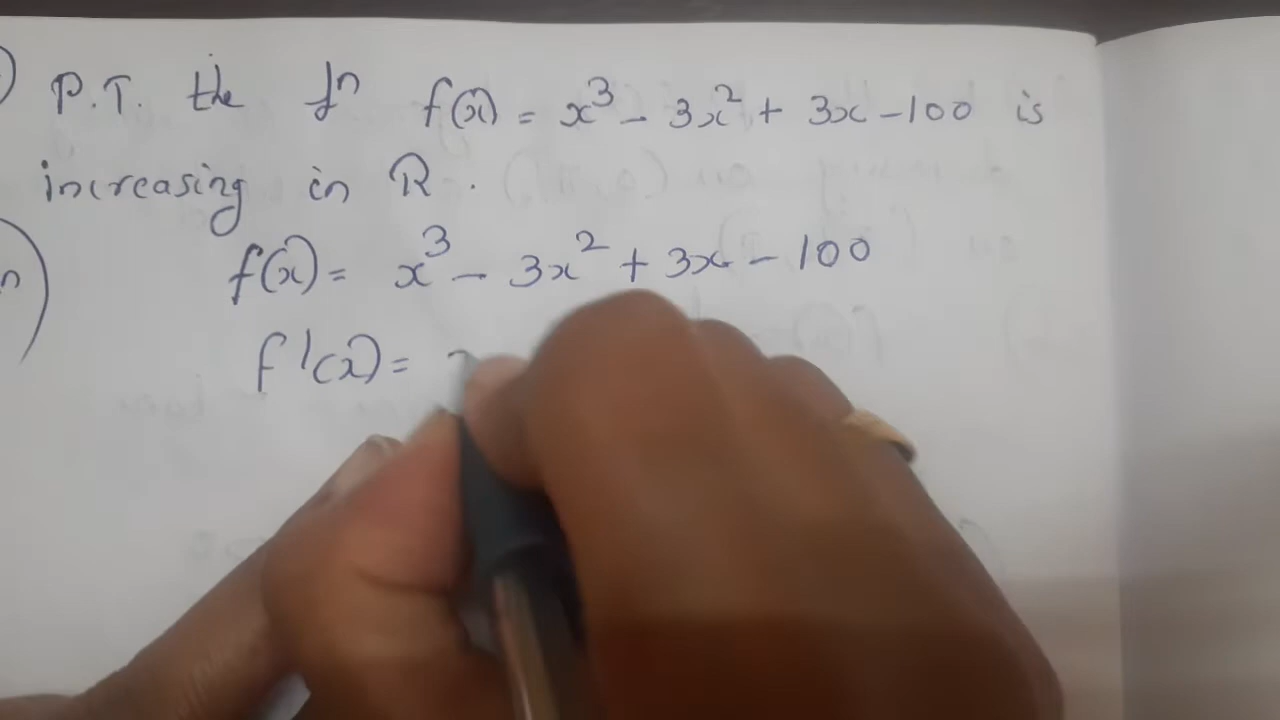 P.T. the fn f(x) = x³ - 3x² + 3x - 100 is
increasing in R.
f(x) = x³ - 3x² + 3x - 100
f'(x) =